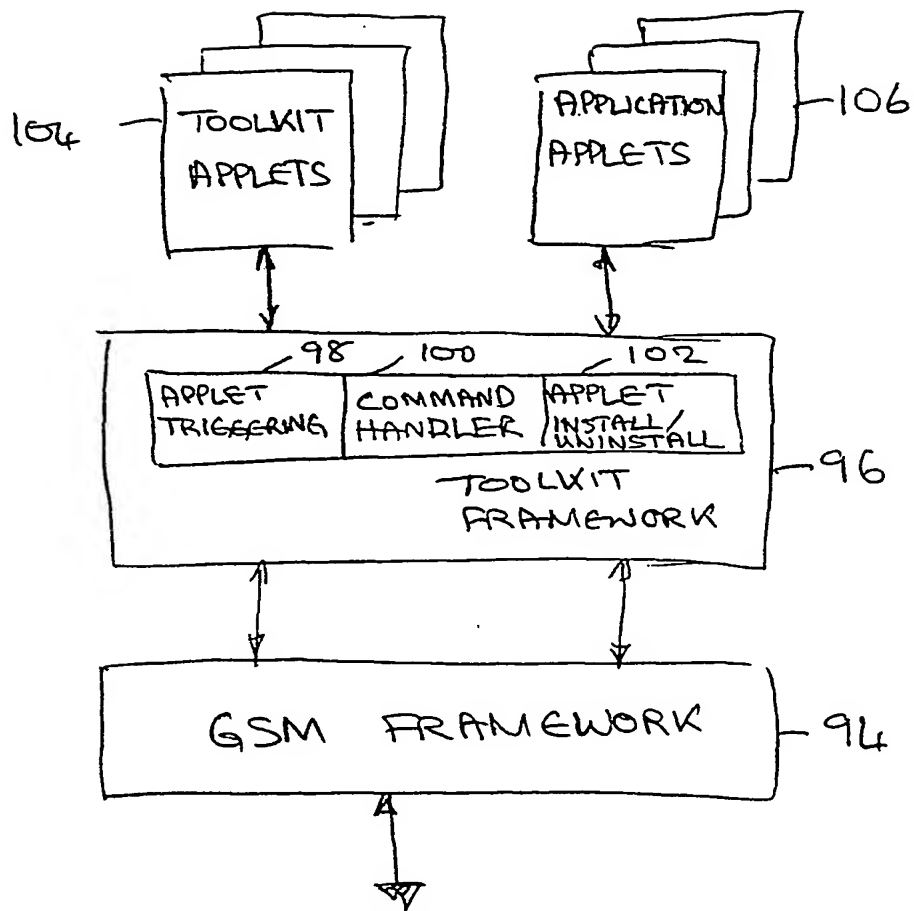 104
TOOLKIT
APPLETS
APPLICATION
APPLETS
106
98
100
102
APPLET
TRIGGERING
COMMAND
HANDLER
APPLET
INSTALL/
UNINSTALL
TOOLKIT
FRAMEWORK
96
GSM FRAMEWORK
94